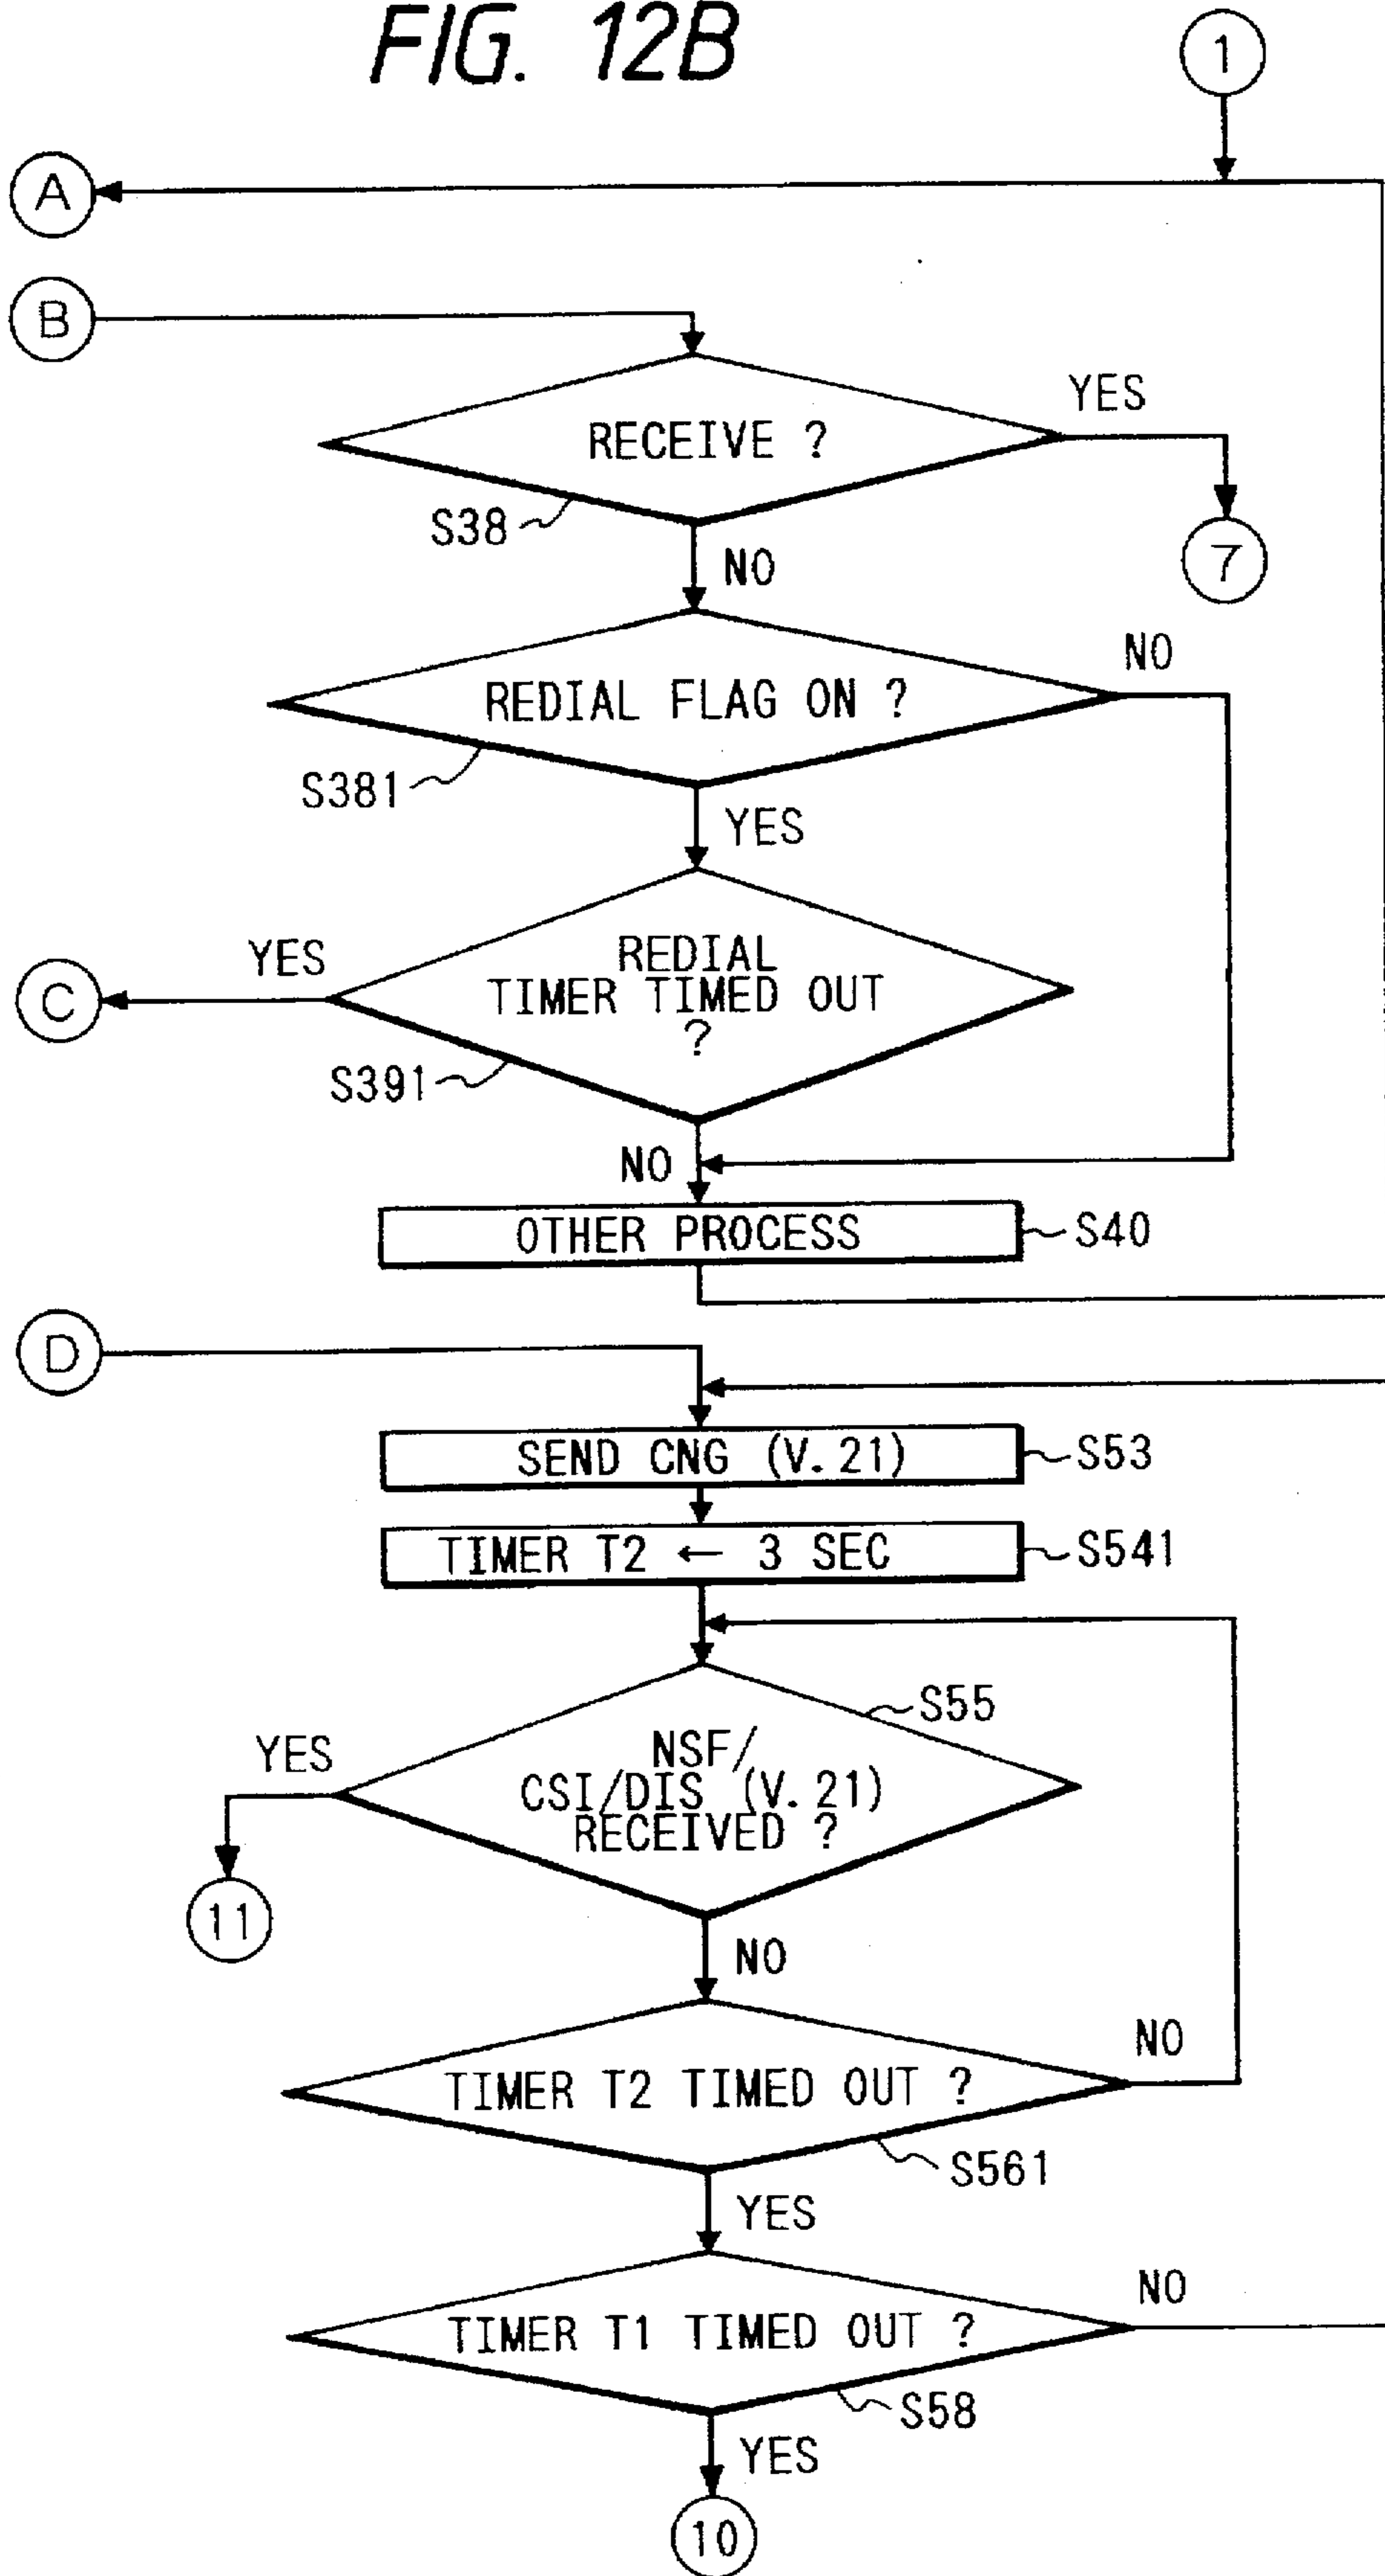 FIG. 12B
1
A
B
RECEIVE ?
YES
S38
7
NO
REDIAL FLAG ON ?
NO
S381
YES
REDIAL
TIMER TIMED OUT
?
YES
C
S391
NO
OTHER PROCESS
S40
D
SEND CNG (V.21)
S53
TIMER T2 ← 3 SEC
S541
S55
NSF/
CSI/DIS (V.21)
RECEIVED ?
YES
11
NO
TIMER T2 TIMED OUT ?
NO
S561
YES
TIMER T1 TIMED OUT ?
NO
S58
YES
10